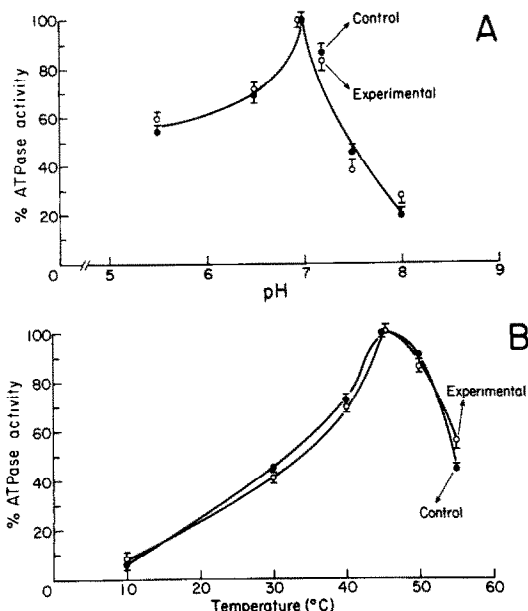 A
Control
Experimental
% ATPase activity
100
80
60
40
20
0
5
6
7
8
9
pH
B
Experimental
Control
% ATPase activity
100
80
60
40
20
0
10
20
30
40
50
60
Temperature (°C)